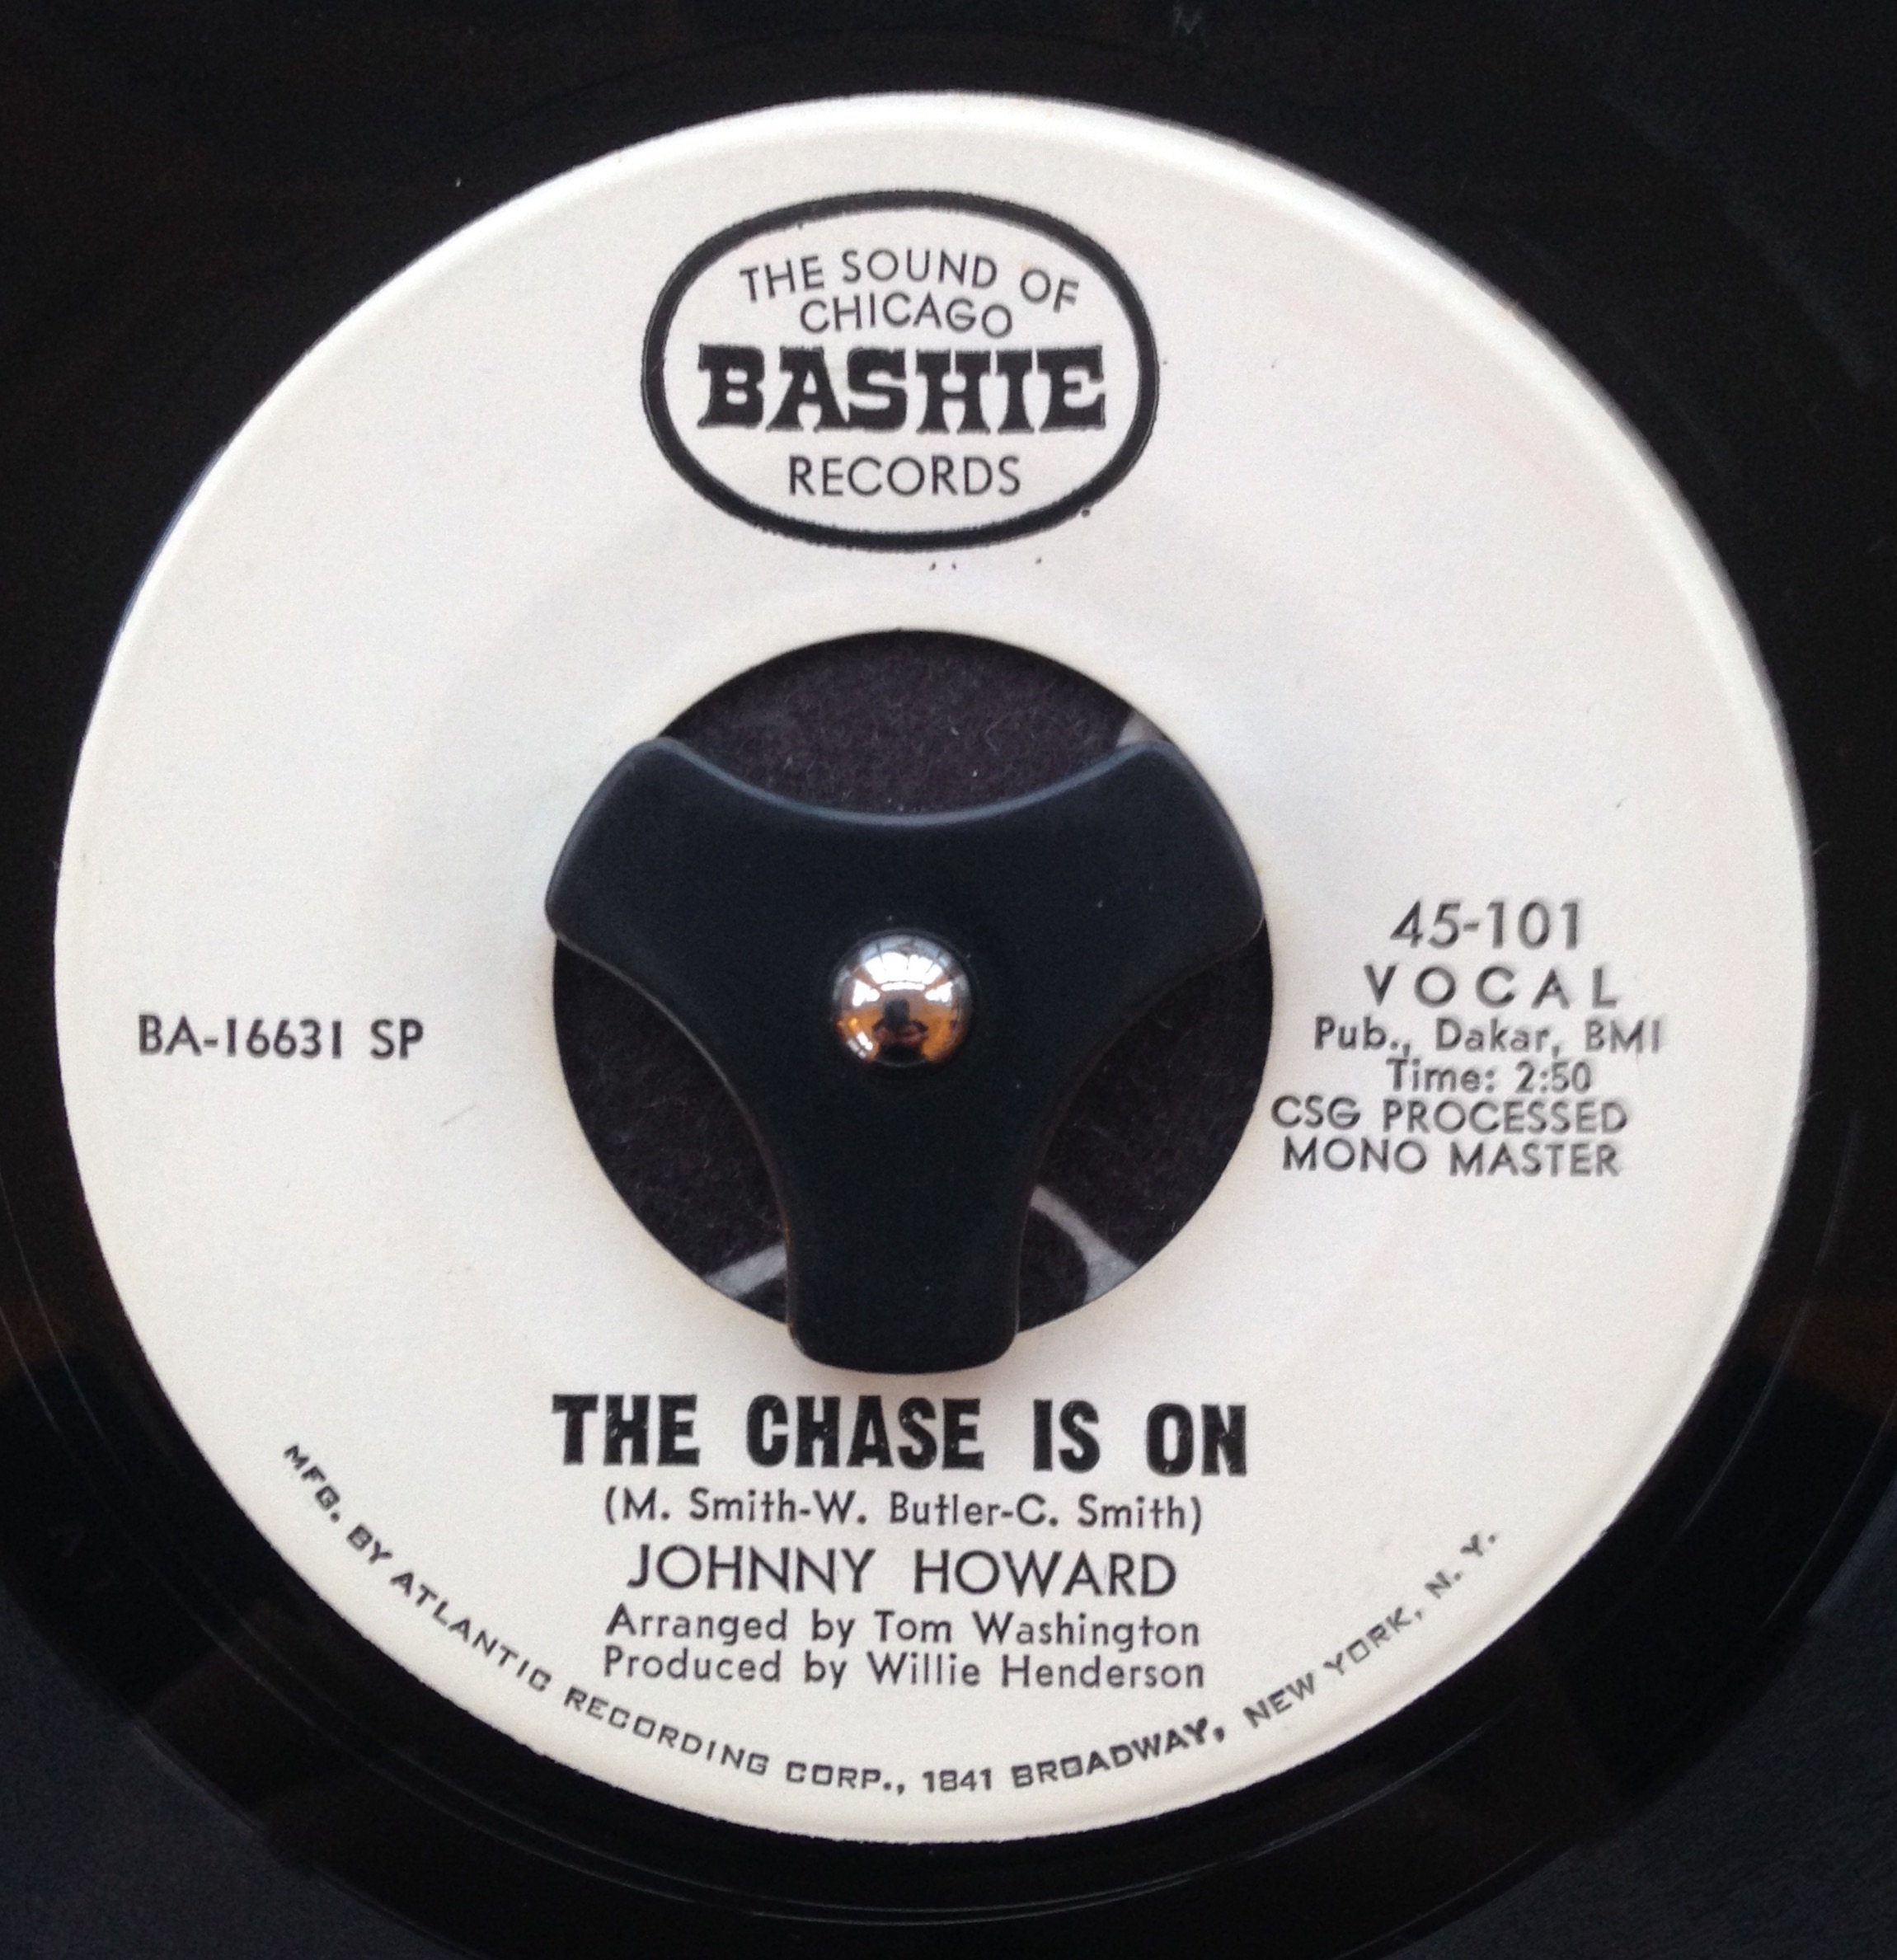 THE SOUND OF
CHICAGO
BASHIE
RECORDS
BA-16631 SP
45-101
VOCAL
Pub., Dakar, BMI
Time: 2:50
CSG PROCESSED
MONO MASTER
THE CHASE IS ON
(M. Smith-W. Butler-C. Smith)
JOHNNY HOWARD
Arranged by Tom Washington
Produced by Willie Henderson
MFG. BY ATLANTIC RECORDING CORP., 1841 BROADWAY, NEW YORK, N. Y.